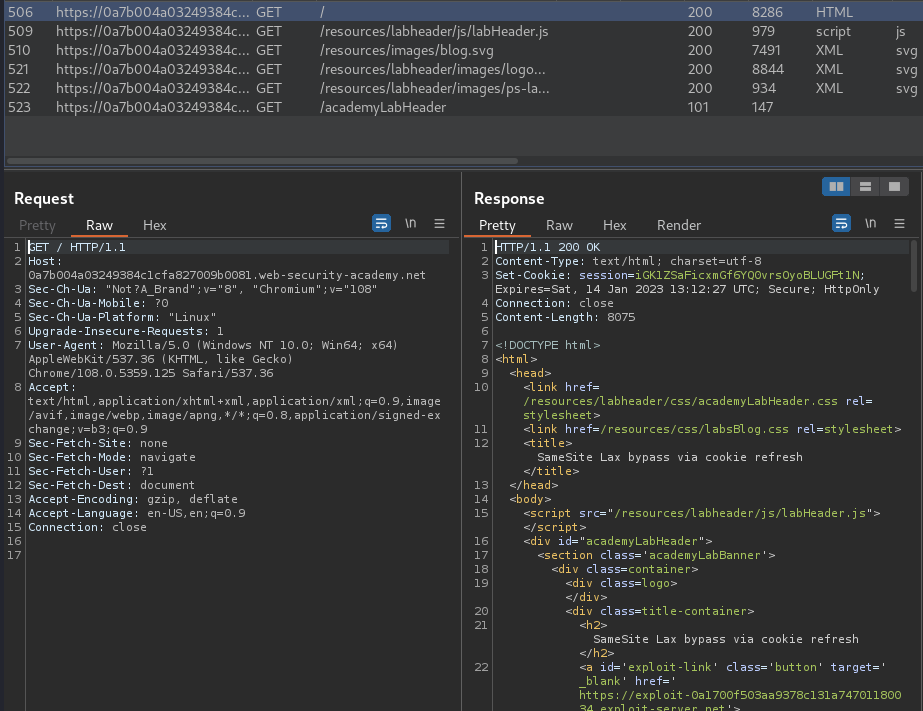 506 https://0a7b004a03249384c... GET / 200 8286 HTML
509 https://0a7b004a03249384c... GET /resources/labheader/js/labHeader.js 200 979 script js
510 https://0a7b004a03249384c... GET /resources/images/blog.svg 200 7491 XML svg
521 https://0a7b004a03249384c... GET /resources/labheader/images/logo... 200 8844 XML svg
522 https://0a7b004a03249384c... GET /resources/labheader/images/ps-la... 200 934 XML svg
523 https://0a7b004a03249384c... GET /academyLabHeader 101 147
Request
Pretty Raw Hex \n
1 GET / HTTP/1.1
2 Host:
0a7b004a03249384c1cfa827009b0081.web-security-academy.net
3 Sec-Ch-Ua: "Not?A_Brand";v="8", "Chromium";v="108"
4 Sec-Ch-Ua-Mobile: ?0
5 Sec-Ch-Ua-Platform: "Linux"
6 Upgrade-Insecure-Requests: 1
7 User-Agent: Mozilla/5.0 (Windows NT 10.0; Win64; x64)
AppleWebKit/537.36 (KHTML, like Gecko)
Chrome/108.0.5359.125 Safari/537.36
8 Accept:
text/html,application/xhtml+xml,application/xml;q=0.9,image
/avif,image/webp,image/apng,*/*;q=0.8,application/signed-ex
change;v=b3;q=0.9
9 Sec-Fetch-Site: none
10 Sec-Fetch-Mode: navigate
11 Sec-Fetch-User: ?1
12 Sec-Fetch-Dest: document
13 Accept-Encoding: gzip, deflate
14 Accept-Language: en-US,en;q=0.9
15 Connection: close
16
17
Response
Pretty Raw Hex Render \n
1 HTTP/1.1 200 OK
2 Content-Type: text/html; charset=utf-8
3 Set-Cookie: session=iGK1ZSaFicxmGf6YQOvrsOyoBLUGFt1N;
Expires=Sat, 14 Jan 2023 13:12:27 UTC; Secure; HttpOnly
4 Connection: close
5 Content-Length: 8075
6
7 <!DOCTYPE html>
8 <html>
9 <head>
10 <link href=
/resources/labheader/css/academyLabHeader.css rel=
stylesheet>
11 <link href=/resources/css/labsBlog.css rel=stylesheet>
12 <title>
SameSite Lax bypass via cookie refresh
</title>
13 </head>
14 <body>
15 <script src="/resources/labheader/js/labHeader.js">
</script>
16 <div id="academyLabHeader">
17 <section class='academyLabBanner'>
18 <div class=container>
19 <div class=logo>
</div>
20 <div class=title-container>
21 <h2>
SameSite Lax bypass via cookie refresh
</h2>
22 <a id='exploit-link' class='button' target='
_blank' href='
https://exploit-0a1700f503aa9378c131a747011800
34.exploit-server.net'>